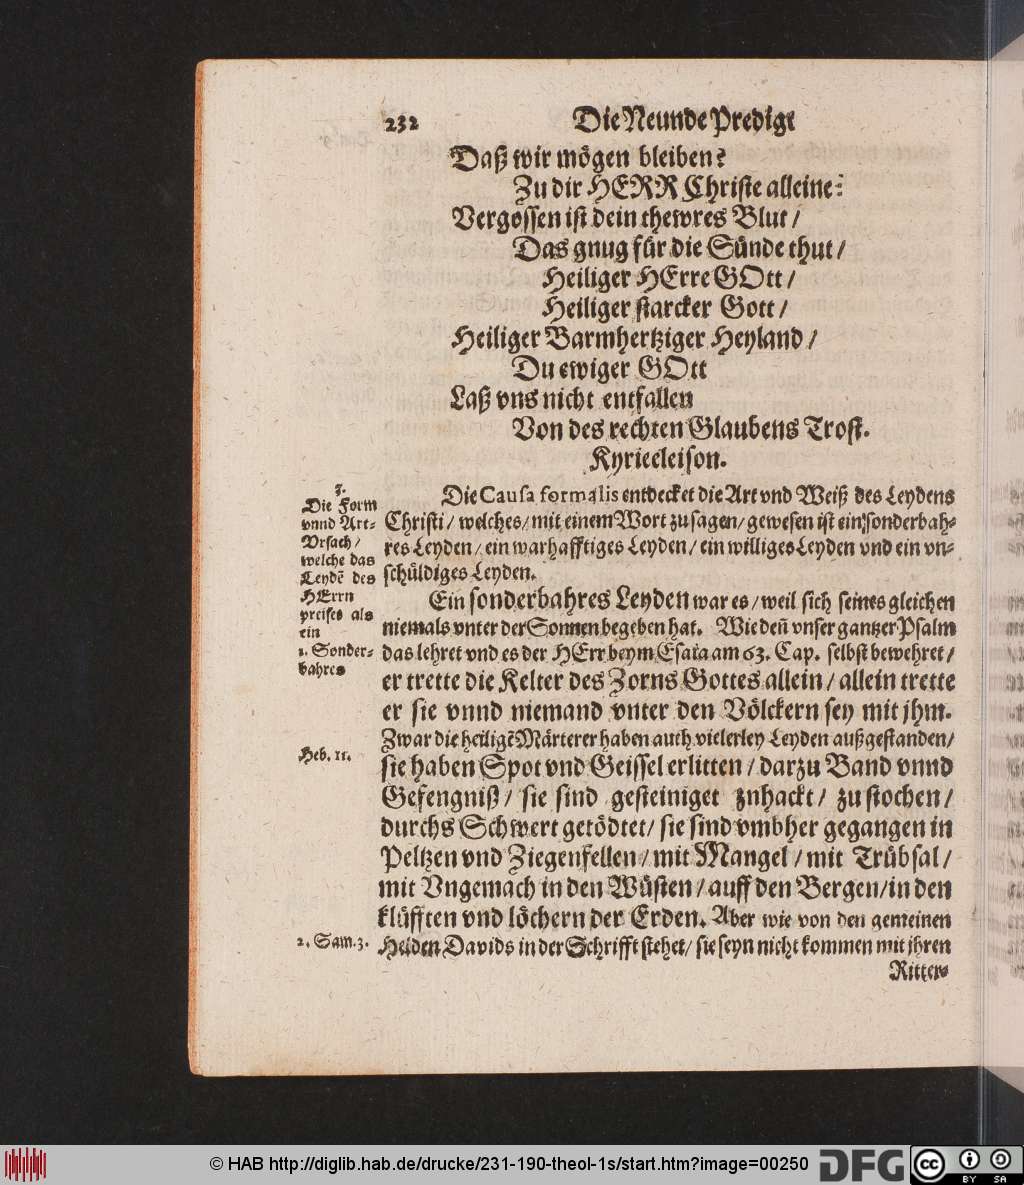 232 Die Neunde Predigt
Daß wir mögen bleiben?
Zu dir HERR Christe alleine:
Vergossen ist dein thewres Blut /
Das gnug für die Sünde thut /
Heiliger HErre GOtt /
Heiliger starcker Gott /
Heiliger Barmhertziger Heyland /
Du ewiger GOtt
Laß vns nicht entfallen
Von des rechten Glaubens Trost.
Kyrieeleison.
3.
Die Form
vnnd Art-
Vrsach /
welche das
Leydẽ des
HErrn
preiset als
ein
1. Sonder-
bahres
Die Causa formalis entdecket die Art vnd Weiß des Leydens
Christi / welches / mit einem Wort zu sagen / gewesen ist ein sonderbah-
res Leyden / ein warhafftiges Leyden / ein williges Leyden vnd ein vn-
schüldiges Leyden.
Ein sonderbahres Leyden war es / weil sich seines gleichen
niemals vnter der Sonnen begeben hat. Wie deñ vnser gantzer Psalm
das lehret vnd es der HErr beym Esaia am 63. Cap. selbst bewehret /
er trette die Kelter des Zorns Gottes allein / allein trette
er sie vnnd niemand vnter den Völckern sey mit jhm.
Zwar die heiligẽ Märterer haben auch vielerley Leyden außgestanden /
Heb. 11.
sie haben Spot vnd Geissel erlitten / darzu Band vnnd
Gefengniß / sie sind gesteiniget znhackt / zu stochen /
durchs Schwert getödtet / sie sind vmbher gegangen in
Peltzen vnd Ziegenfellen / mit Mangel / mit Trübsal /
mit Vngemach in den Wüsten / auff den Bergen / in den
klüfften vnd löchern der Erden. Aber wie von den gemeinen
2. Sam. 3.
Helden Davids in der Schrifft stehet / sie seyn nicht kommen mit jhren
Ritter-
© HAB http://diglib.hab.de/drucke/231-190-theol-1s/start.htm?image=00250
DFG
cc
BY SA